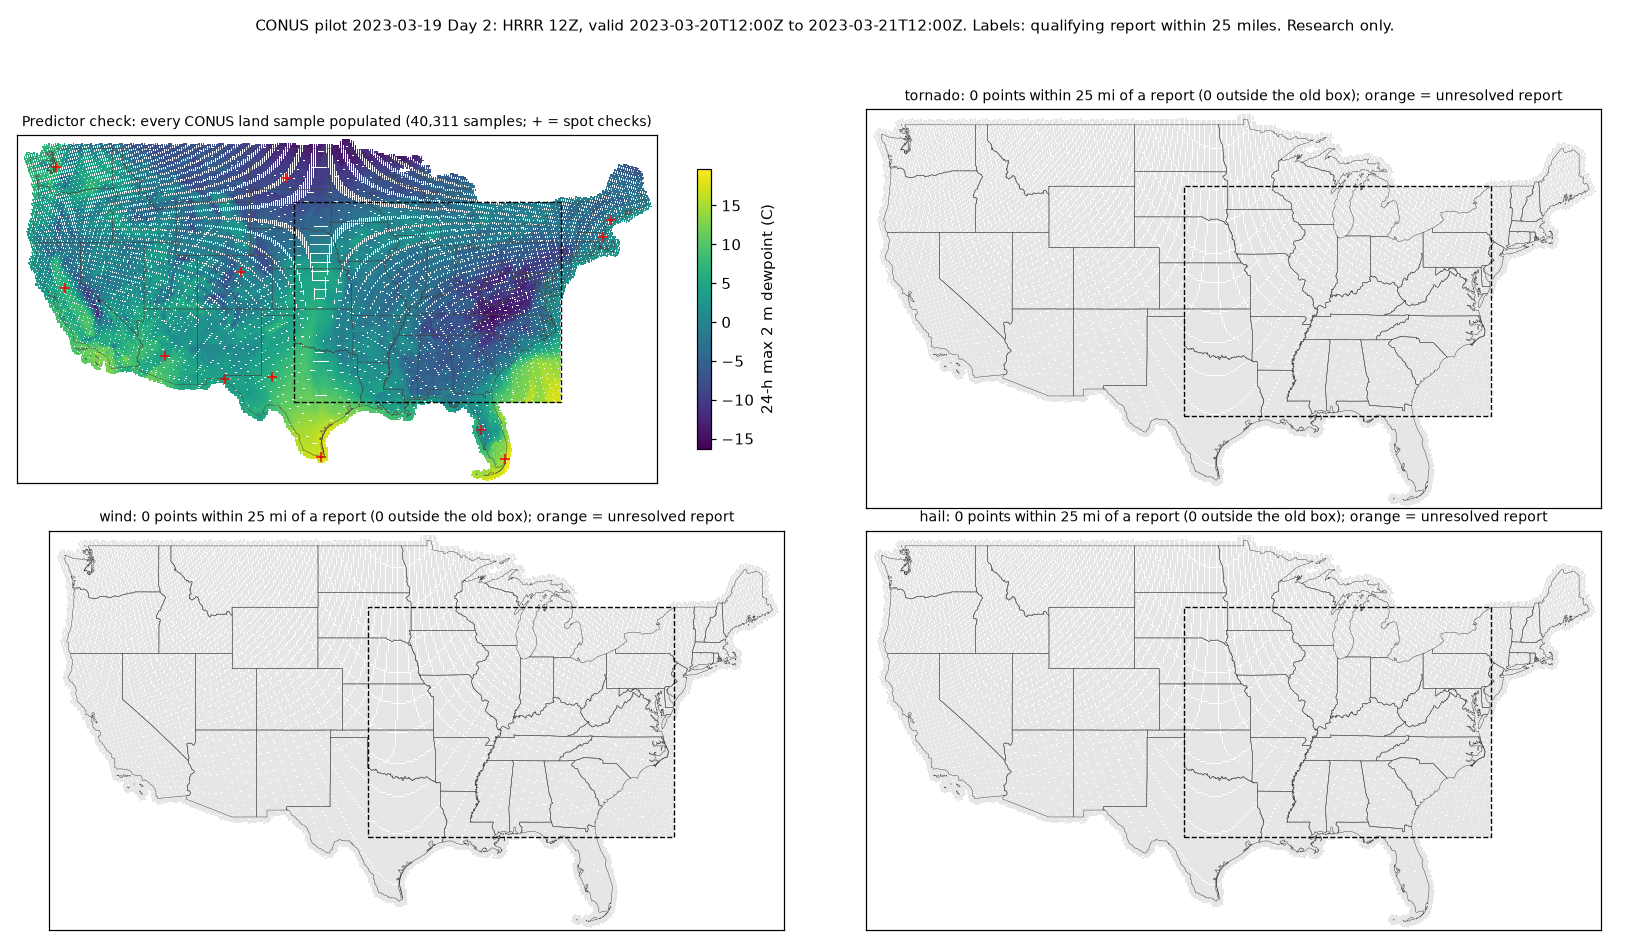 CONUS pilot 2023-03-19 Day 2: HRRR 12Z, valid 2023-03-20T12:00Z to 2023-03-21T12:00Z. Labels: qualifying report within 25 miles. Research only.
Predictor check: every CONUS land sample populated (40,311 samples; + = spot checks)
15
10
5
0
−5
−10
−15
24-h max 2 m dewpoint (C)
tornado: 0 points within 25 mi of a report (0 outside the old box); orange = unresolved report
wind: 0 points within 25 mi of a report (0 outside the old box); orange = unresolved report
hail: 0 points within 25 mi of a report (0 outside the old box); orange = unresolved report